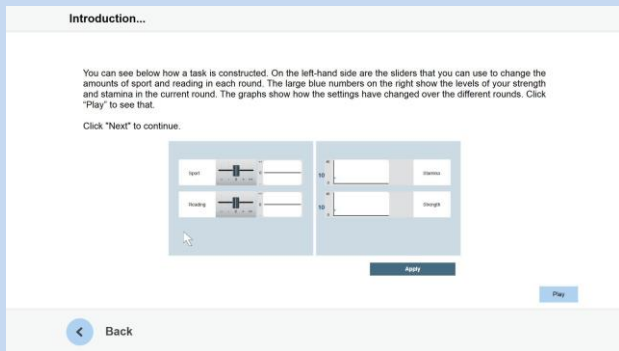 Introduction...
You can see below how a task is constructed. On the left-hand side are the sliders that you can use to change the
amounts of sport and reading in each round. The large blue numbers on the right show the levels of your strength
and stamina in the current round. The graphs show how the settings have changed over the different rounds. Click
"Play" to see that.
Click "Next" to continue.
Sport
10
Stamina
Reading
10
Strength
Apply
Play
Back